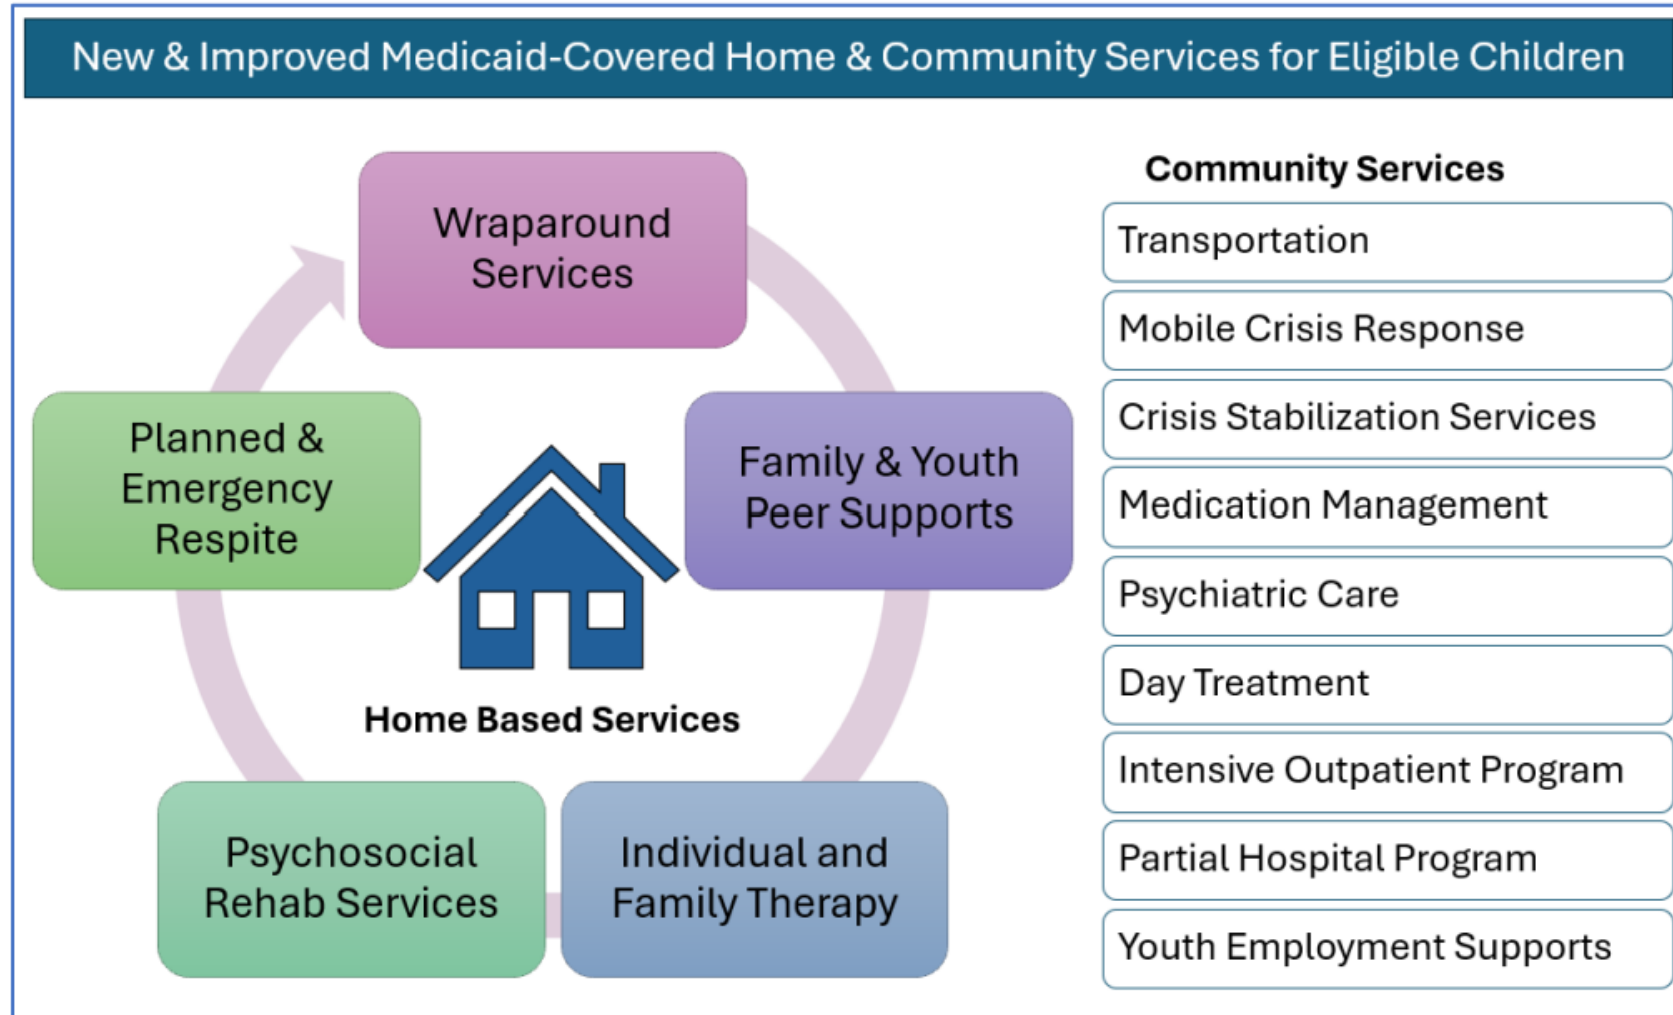 New & Improved Medicaid-Covered Home & Community Services for Eligible Children
Wraparound
Services
Family & Youth
Peer Supports
Individual and
Family Therapy
Psychosocial
Rehab Services
Planned &
Emergency
Respite
Home Based Services
Community Services
Transportation
Mobile Crisis Response
Crisis Stabilization Services
Medication Management
Psychiatric Care
Day Treatment
Intensive Outpatient Program
Partial Hospital Program
Youth Employment Supports